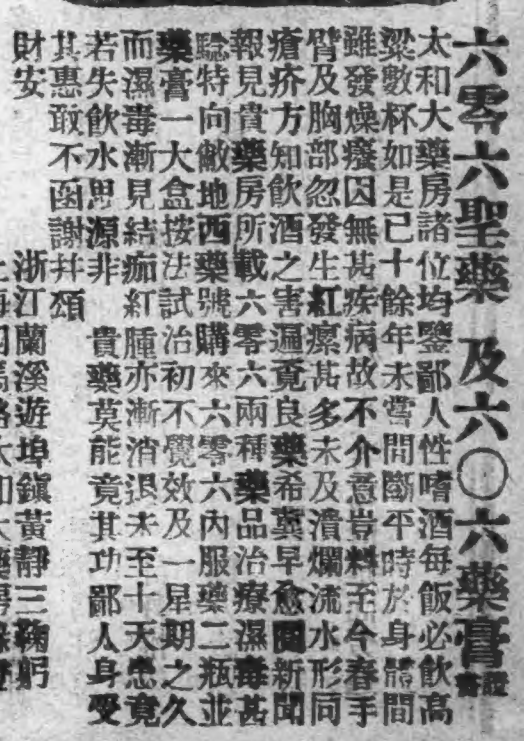 六零六聖藥 及六〇六藥膏 證書
太和大藥房諸位均鑒鄙人性嗜酒每飯必飲高
粱數杯如是已十餘年未嘗間斷平時於身體間
雖發燥癢因無甚疾病故不介意豈料至今春手
臂及胸部忽發生紅瘰甚多未及潰爛流水形同
瘡疥方知飲酒之害遍覓良藥希冀早愈閱新聞
報見貴藥房所載六零六兩種藥品治療濕毒甚
騐特向敝地西藥號購來六零六內服藥二瓶並
藥膏一大盒按法試治初不覺效及一星期之久
而濕毒漸見結痂紅腫亦漸消退未至十天患竟
若失飲水思源非 貴藥莫能竟其功鄙人身受
其惠敢不函謝幷頌
財安 浙江蘭溪遊埠鎮黃靜三鞠躬